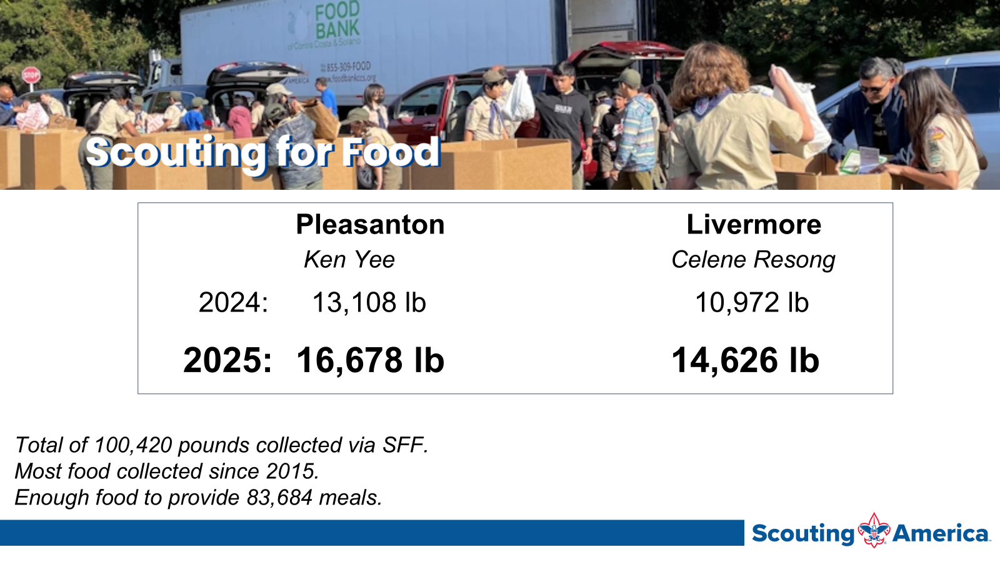 FOOD
BANK
of Contra Costa & Solano
855-309-FOOD
AMERICA
www.foodbankccs.org
STOP
Scouting for Food
Pleasanton Livermore
Ken Yee Celene Resong
2024: 13,108 lb 10,972 lb
2025: 16,678 lb 14,626 lb
Total of 100,420 pounds collected via SFF.
Most food collected since 2015.
Enough food to provide 83,684 meals.
Scouting America